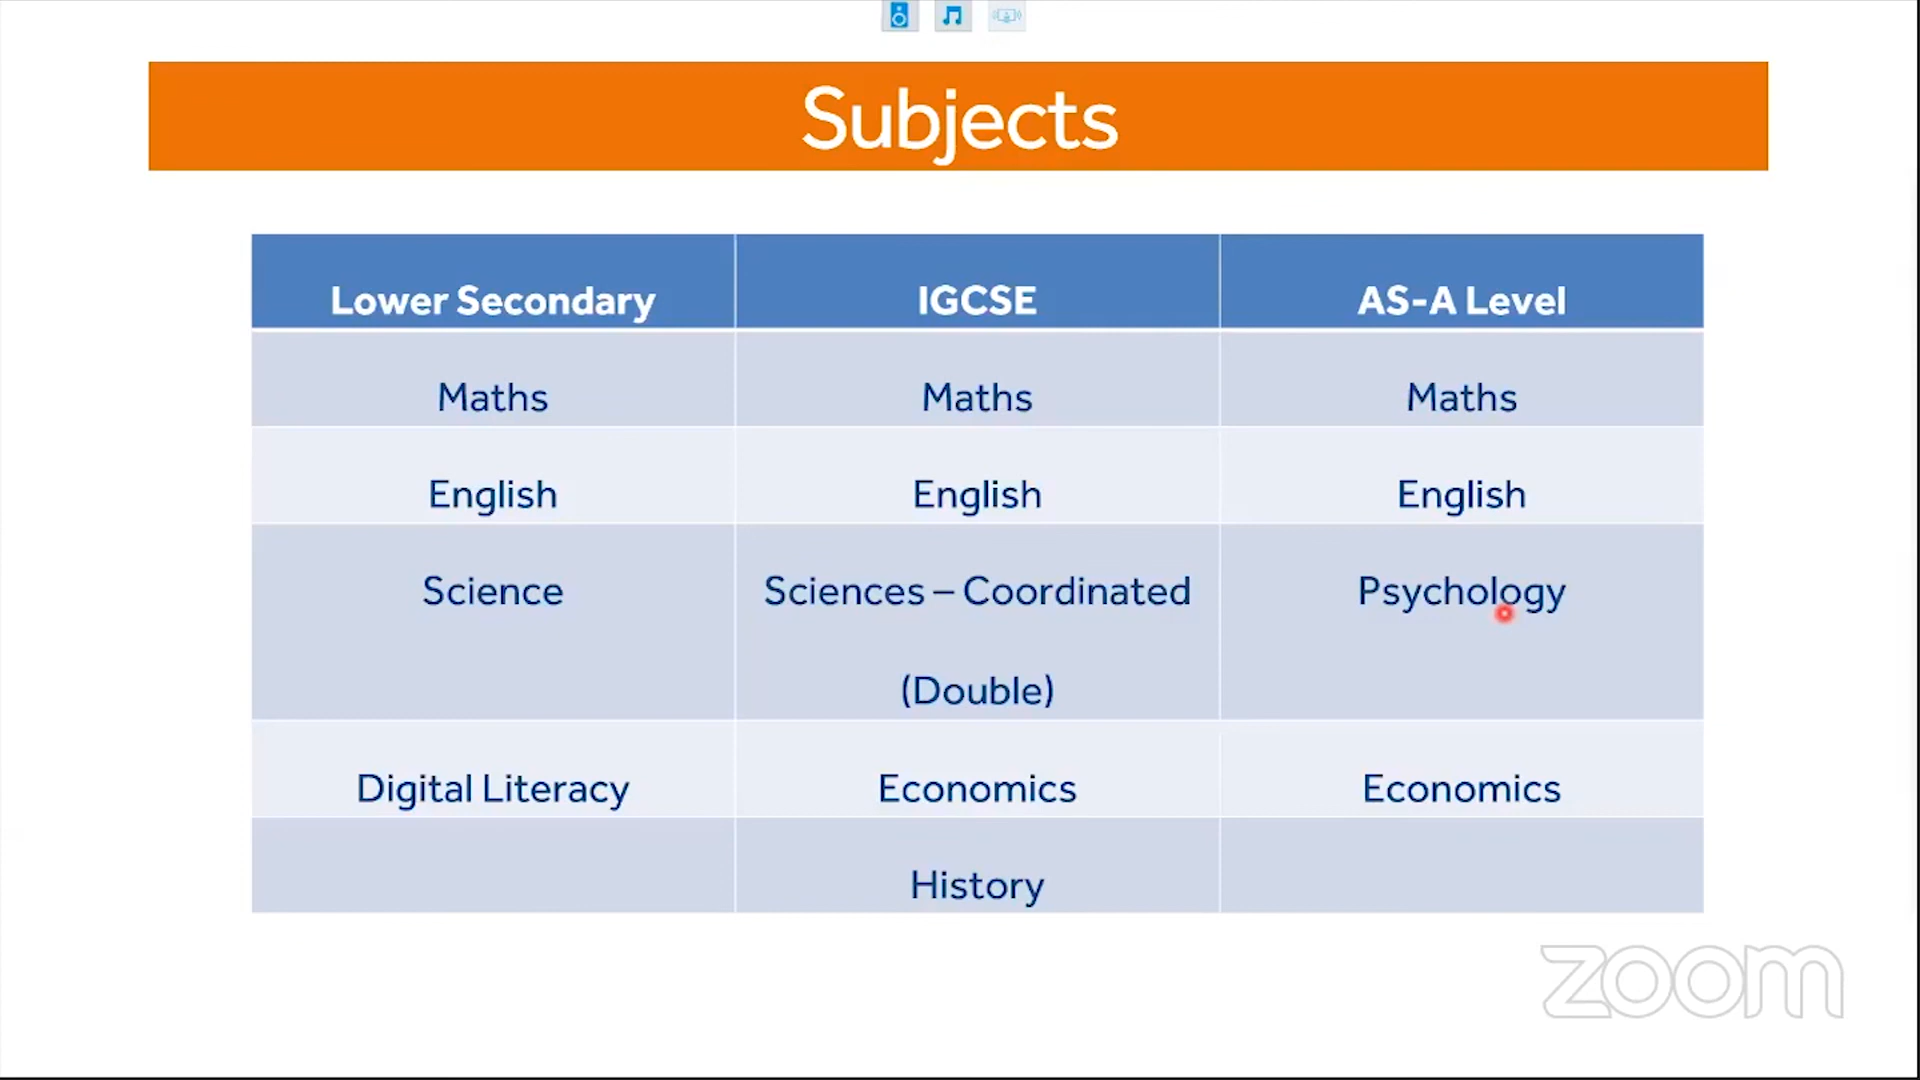 Subjects
Lower Secondary IGCSE AS-A Level
Maths Maths Maths
English English English
Science Sciences – Coordinated Psychology
(Double)
Digital Literacy Economics Economics
History
zoom